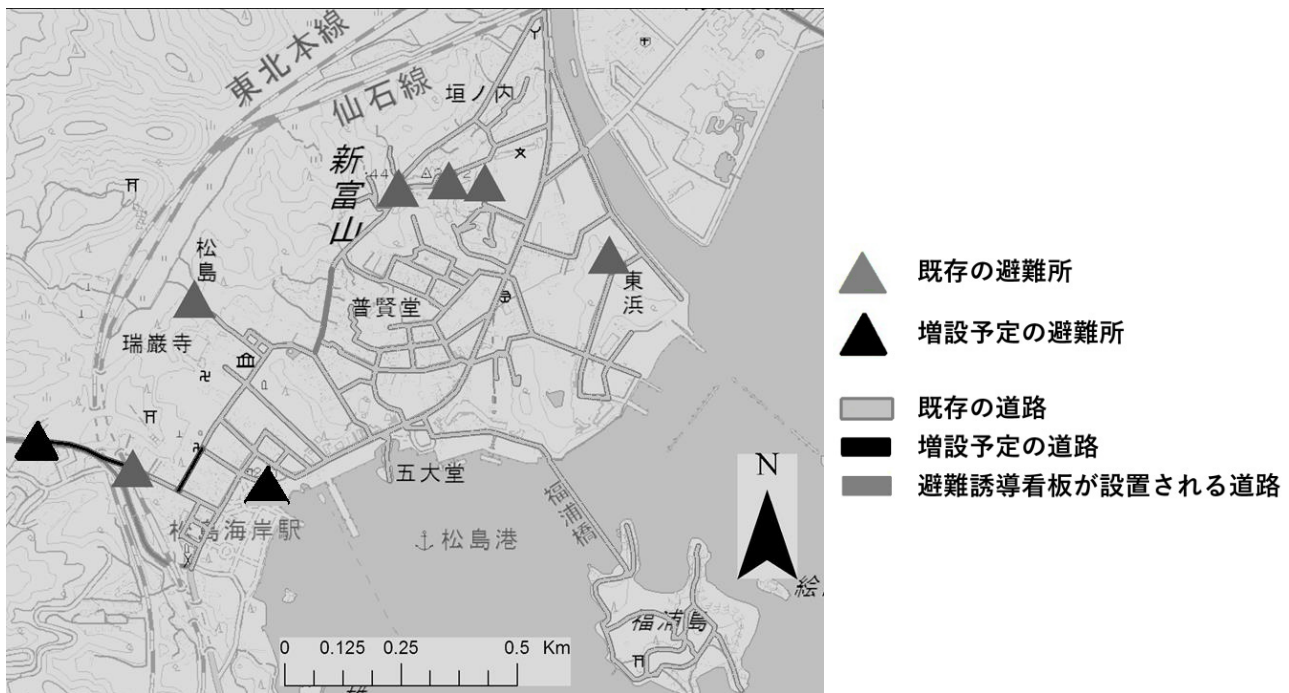 東北本線
仙石線
垣ノ内
新富山
松島
瑞巌寺
普賢堂
東浜
五大堂
福浦橋
松島海岸駅
松島港
福浦島
N
0 0.125 0.25 0.5 Km
既存の避難所
増設予定の避難所
既存の道路
増設予定の道路
避難誘導看板が設置される道路